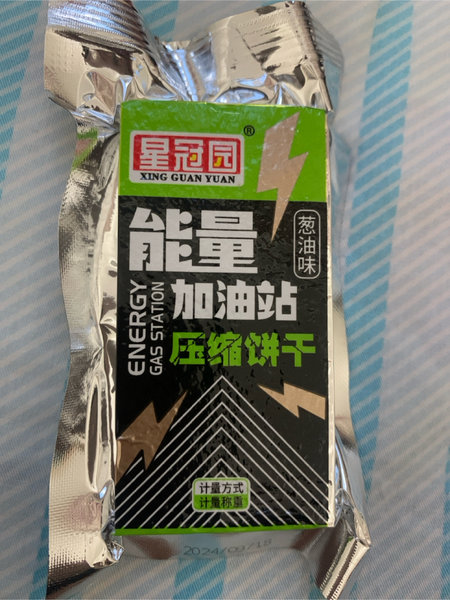 星冠园®
XING GUAN YUAN
能量
葱油味
ENERGY
GAS STATION
加油站
压缩饼干
计量方式
计量称重
2024/03/18